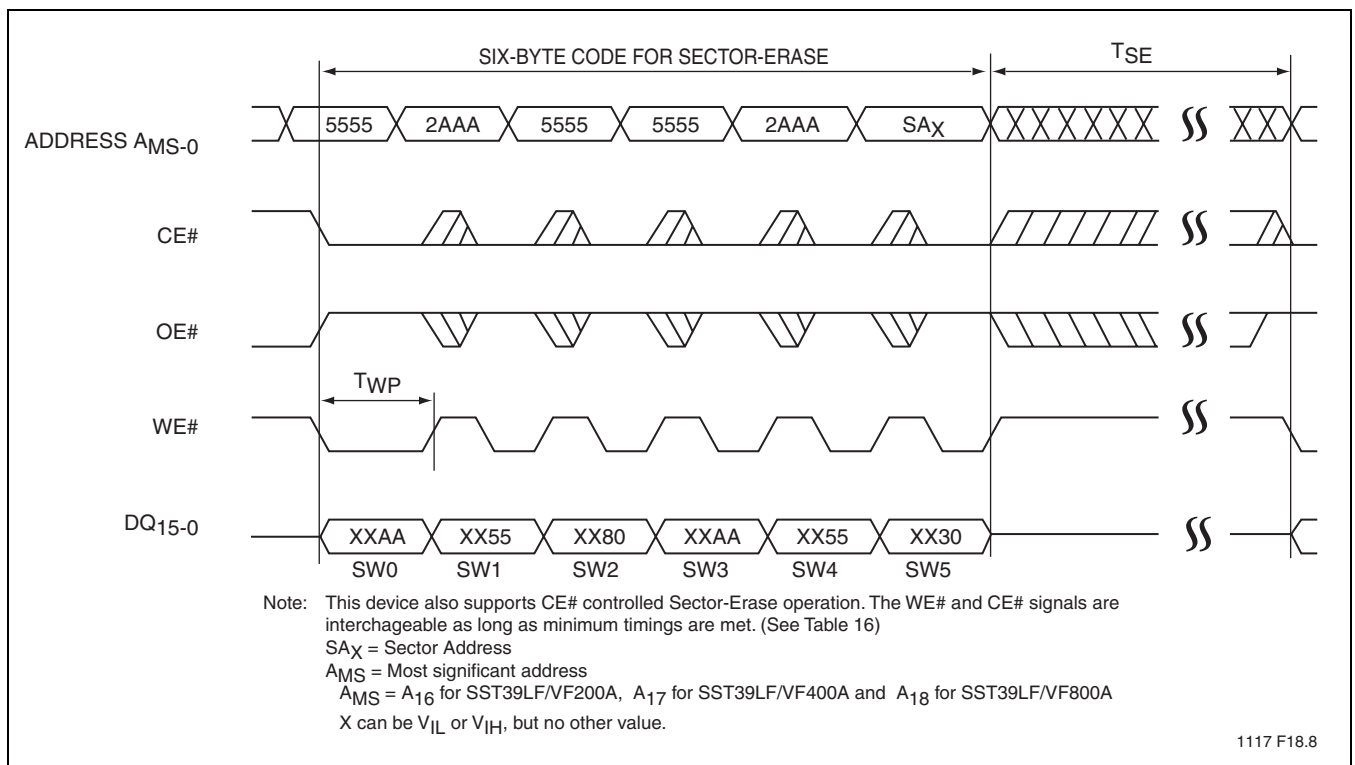 SIX-BYTE CODE FOR SECTOR-ERASE
TSE
ADDRESS AMS-0
5555 2AAA 5555 5555 2AAA SAX
CE#
OE#
TWP
WE#
DQ15-0
XXAA XX55 XX80 XXAA XX55 XX30
SW0 SW1 SW2 SW3 SW4 SW5
Note: This device also supports CE# controlled Sector-Erase operation. The WE# and CE# signals are
interchageable as long as minimum timings are met. (See Table 16)
SAX = Sector Address
AMS = Most significant address
AMS = A16 for SST39LF/VF200A, A17 for SST39LF/VF400A and A18 for SST39LF/VF800A
X can be VIL or VIH, but no other value.
1117 F18.8